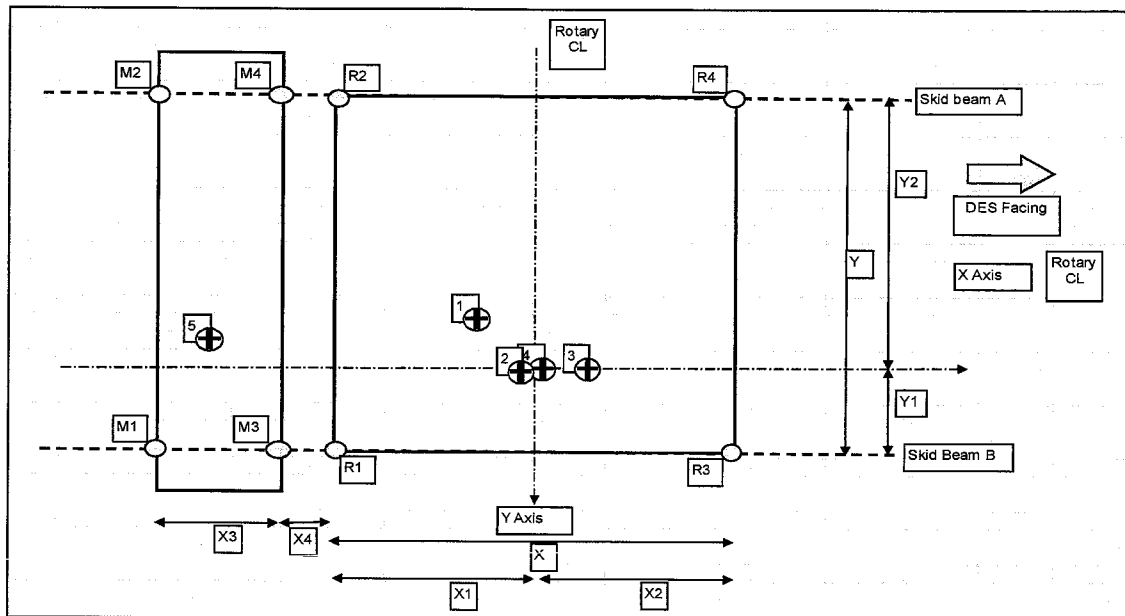 Rotary
CL
M2
M4
R2
R4
Skid beam A
Y2
DES Facing
Y
X Axis
Rotary
CL
1
5
2
4
3
Y1
M1
M3
R1
R3
Skid Beam B
Y Axis
X3
X4
X
X1
X2